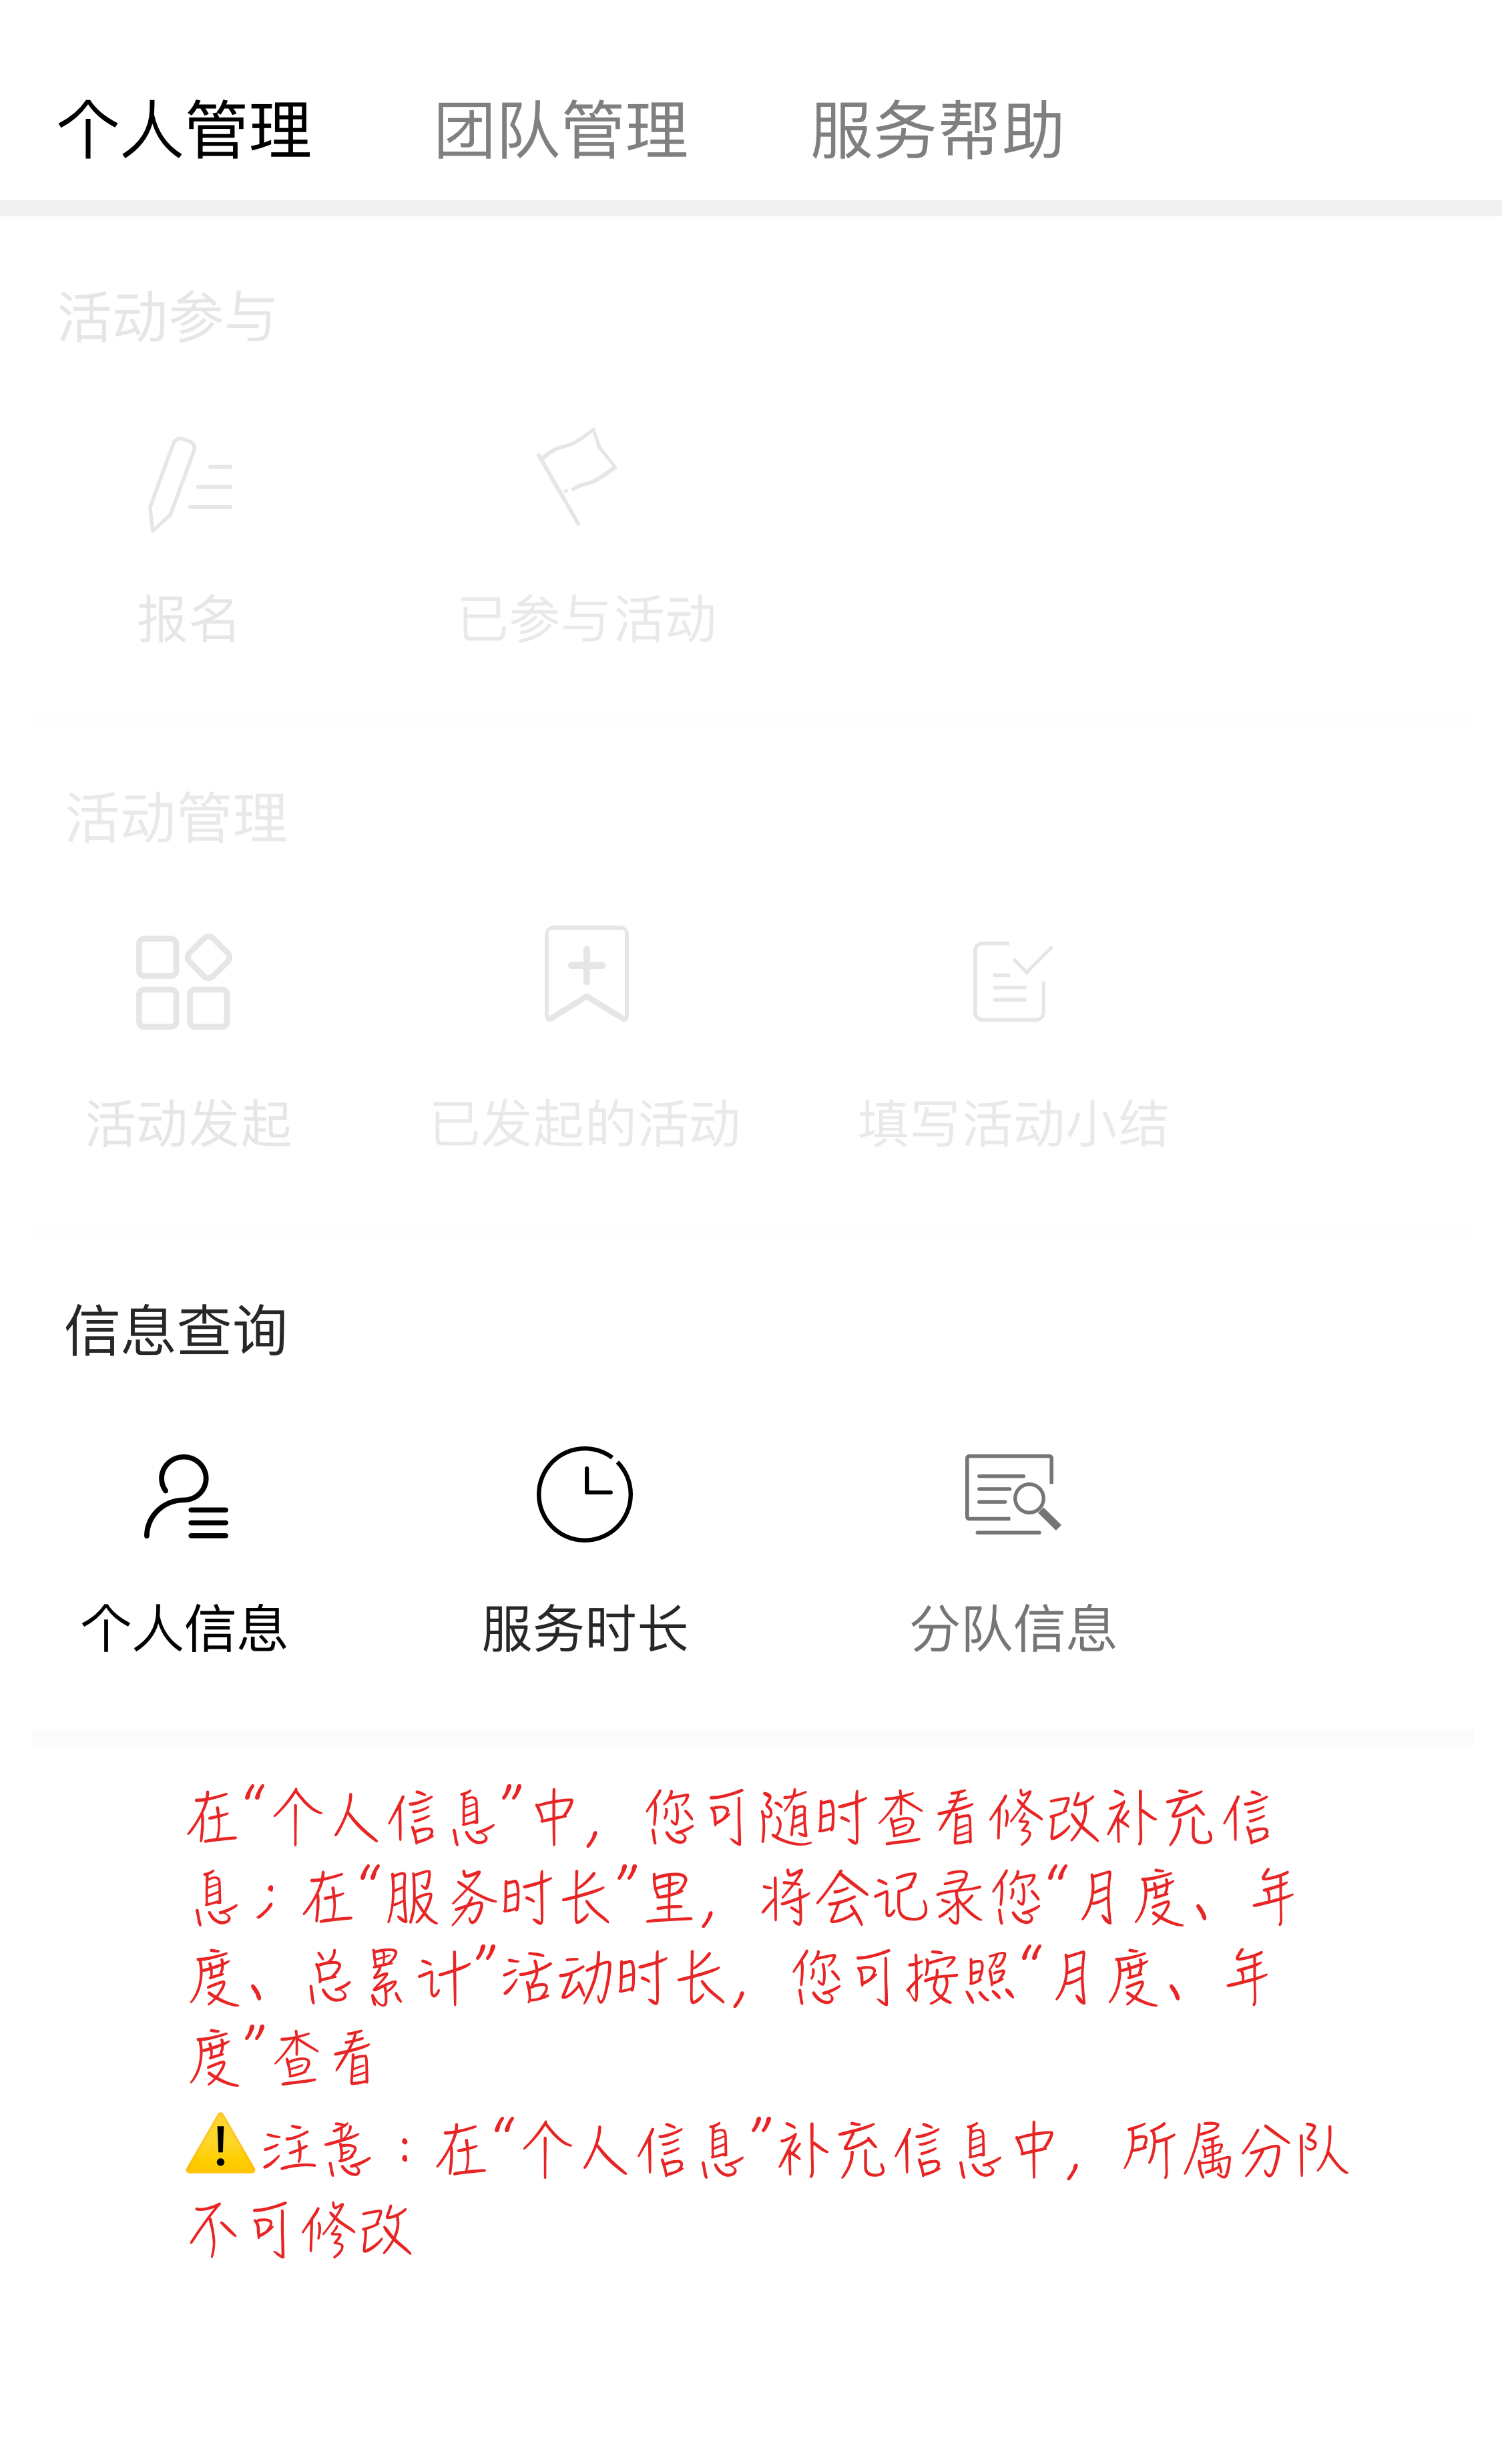 个人管理 团队管理 服务帮助
活动参与
报名 已参与活动
活动管理
活动发起 已发起的活动 填写活动小结
信息查询
个人信息 服务时长 分队信息
在“个人信息”中，您可随时查看修改补充信
息；在“服务时长”里，将会记录您“月度、年
度、总累计”活动时长，您可按照“月度、年
度”查看
⚠️注意：在“个人信息”补充信息中，所属分队
不可修改